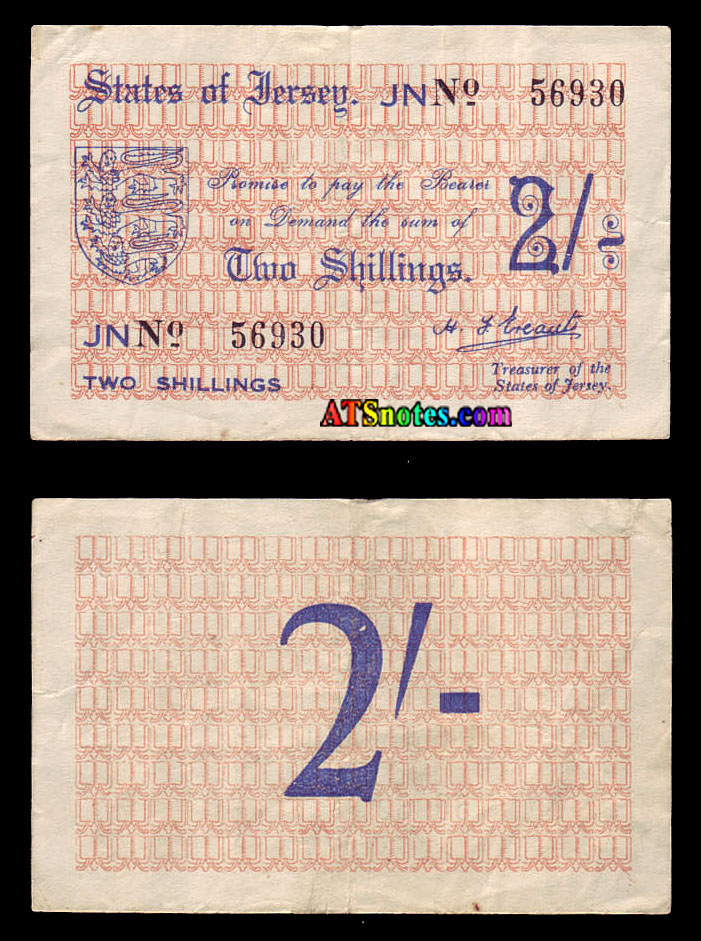 States of Jersey. JN Nº 56930
Promise to pay the Bearer
on Demand the sum of
Two Shillings.
2/-
JN Nº 56930
H. F. Ereaut
TWO SHILLINGS
Treasurer of the
States of Jersey.
ATSnotes.com
2/-